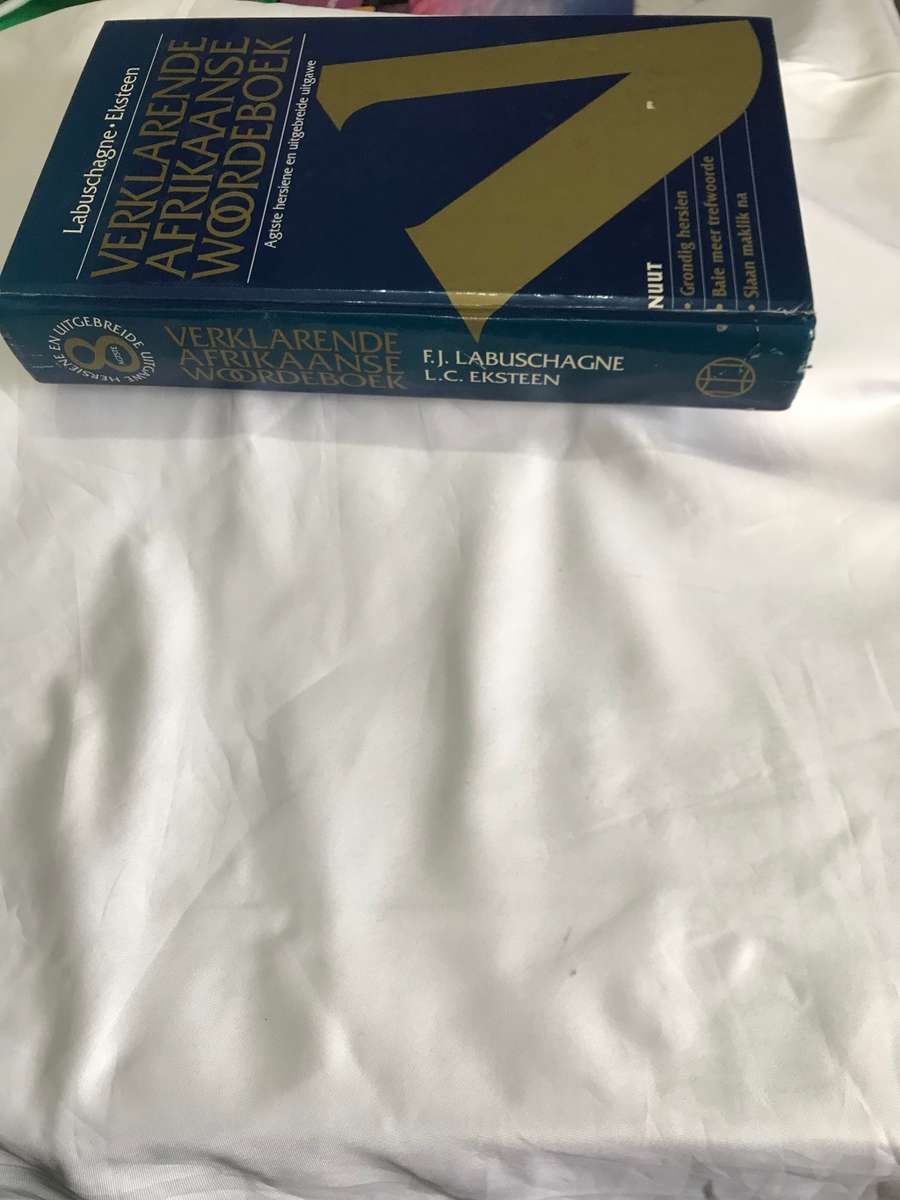 Labuschagne • Eksteen
VERKLARENDE
AFRIKAANSE
WOORDEBOEK
Agtste hersiene en uitgebreide uitgawe
NUUT
• Grondig hersien
• Baie meer trefwoorde
• Slaan maklik na
HERSIENE EN UITGEBREIDE UITGAWE
8
AGTSTE
VERKLARENDE
AFRIKAANSE
WOORDEBOEK
F.J. LABUSCHAGNE
L.C. EKSTEEN